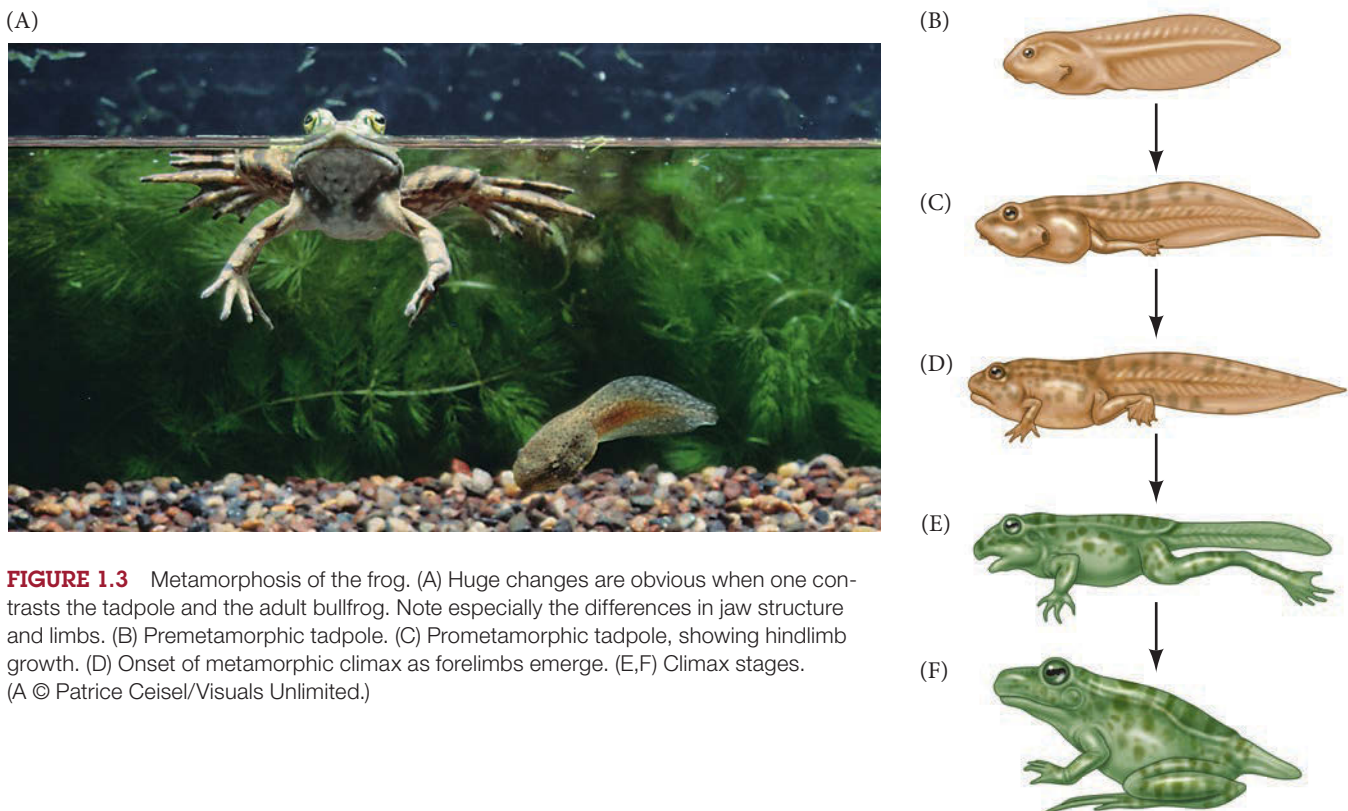 (A)
(B)
(C)
(D)
(E)
(F)
FIGURE 1.3 Metamorphosis of the frog. (A) Huge changes are obvious when one con-
trasts the tadpole and the adult bullfrog. Note especially the differences in jaw structure
and limbs. (B) Premetamorphic tadpole. (C) Prometamorphic tadpole, showing hindlimb
growth. (D) Onset of metamorphic climax as forelimbs emerge. (E,F) Climax stages.
(A © Patrice Ceisel/Visuals Unlimited.)